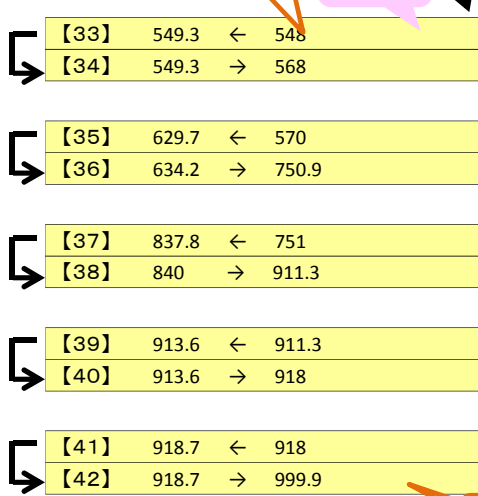 【33】 549.3 ← 548
【34】 549.3 → 568
【35】 629.7 ← 570
【36】 634.2 → 750.9
【37】 837.8 ← 751
【38】 840 → 911.3
【39】 913.6 ← 911.3
【40】 913.6 → 918
【41】 918.7 ← 918
【42】 918.7 → 999.9